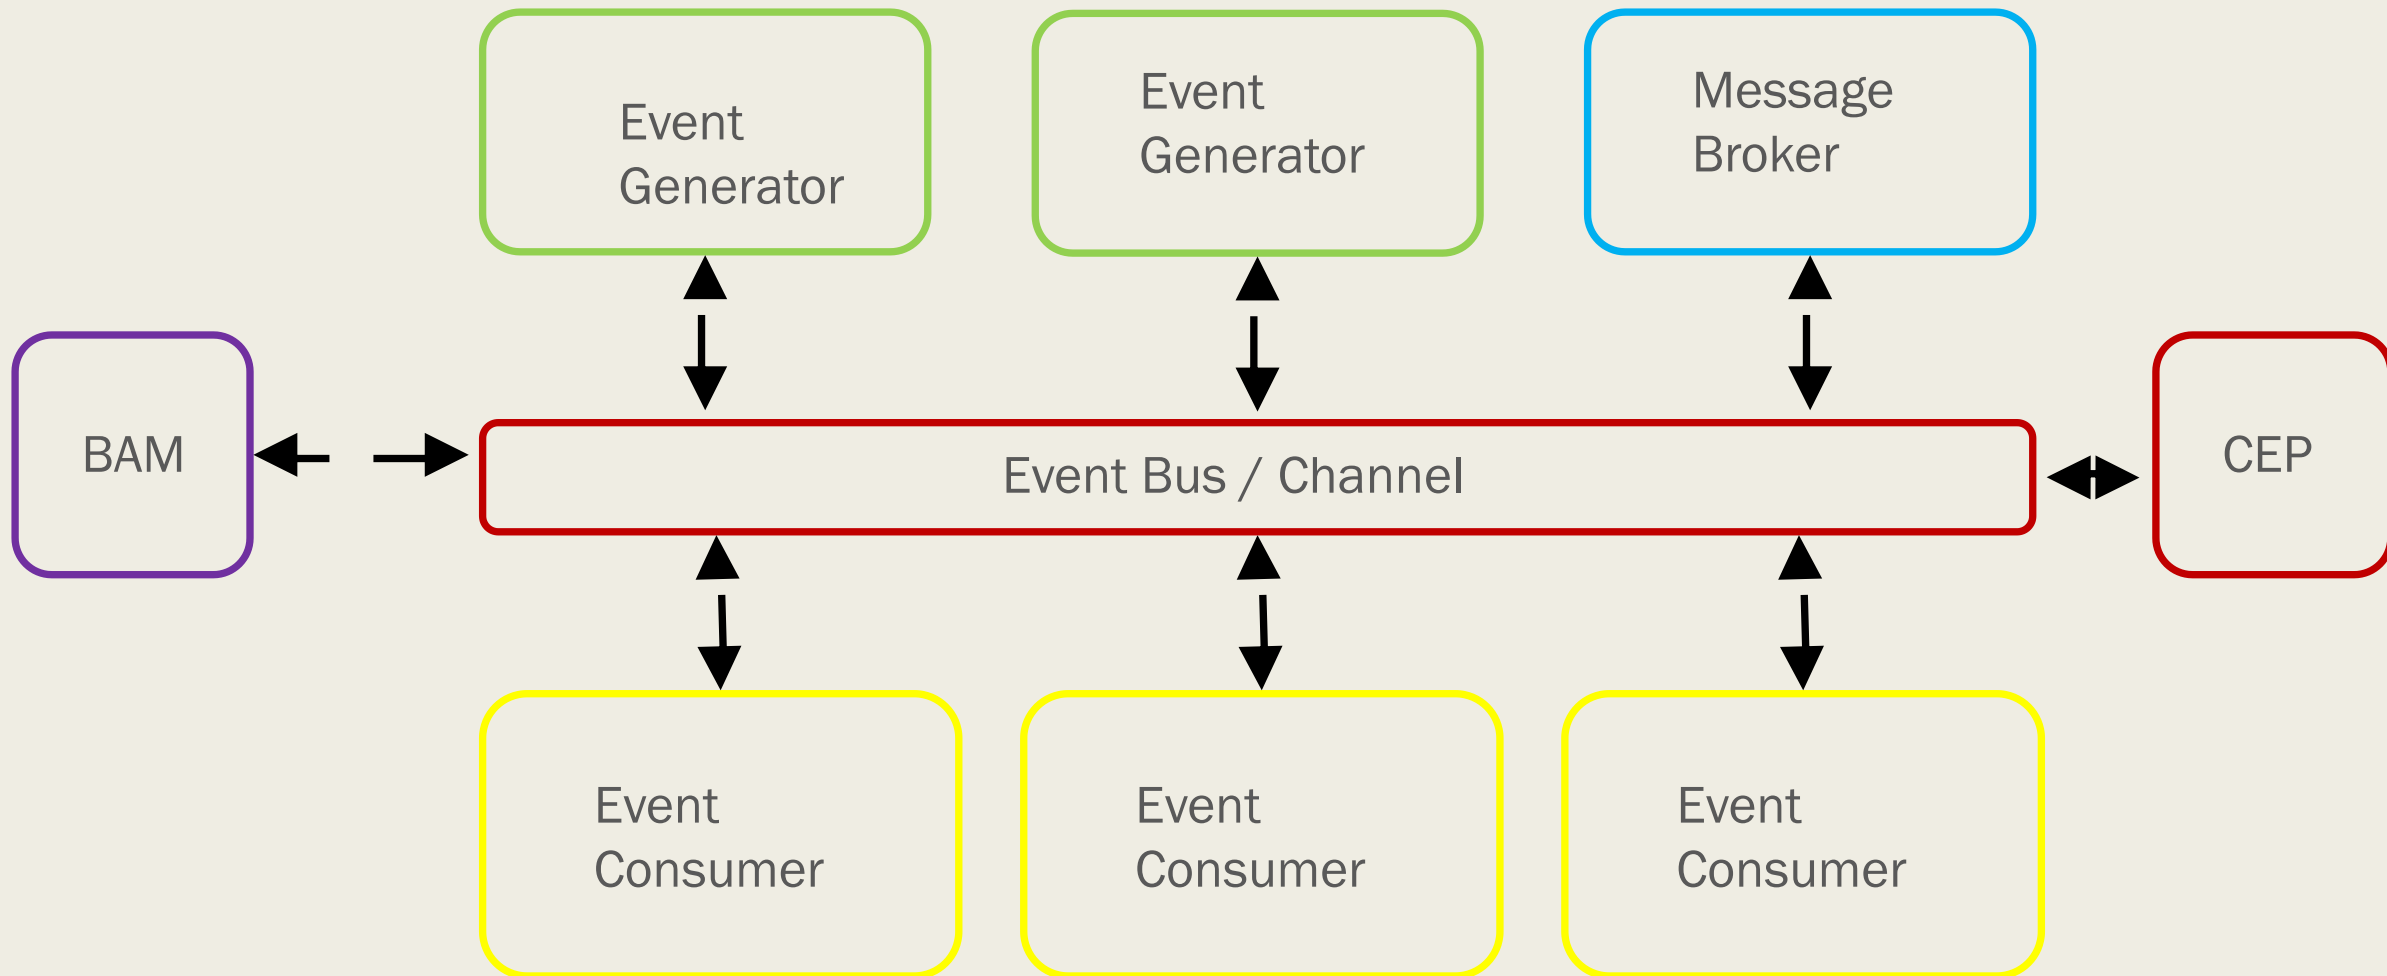 Event
Generator
Event
Generator
Message
Broker
BAM
Event Bus / Channel
CEP
Event
Consumer
Event
Consumer
Event
Consumer